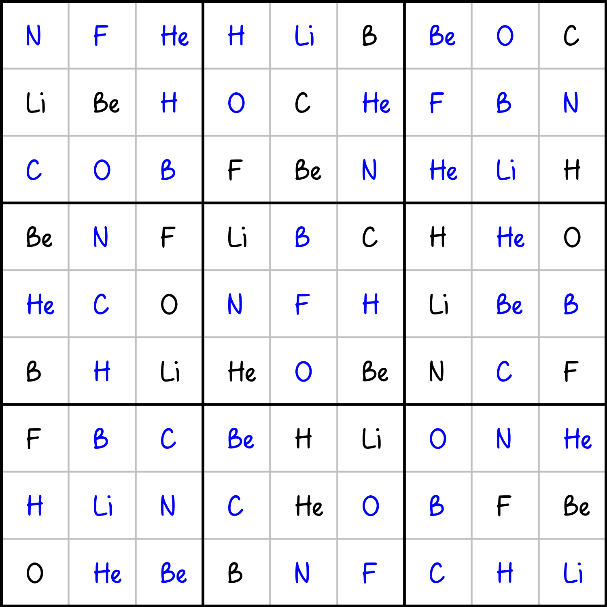 N F He H Li B Be O C
Li Be H O C He F B N
C O B F Be N He Li H
Be N F Li B C H He O
He C O N F H Li Be B
B H Li He O Be N C F
F B C Be H Li O N He
H Li N C He O B F Be
O He Be B N F C H Li